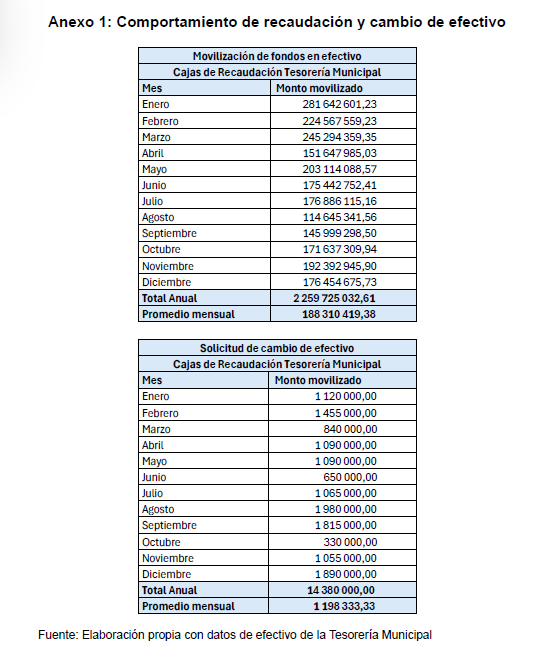 Anexo 1: Comportamiento de recaudación y cambio de efectivo
Movilización de fondos en efectivo
Cajas de Recaudación Tesorería Municipal
Mes Monto movilizado
Enero 281 642 601,23
Febrero 224 567 559,23
Marzo 245 294 359,35
Abril 151 647 985,03
Mayo 203 114 088,57
Junio 175 442 752,41
Julio 176 886 115,16
Agosto 114 645 341,56
Septiembre 145 999 298,50
Octubre 171 637 309,94
Noviembre 192 392 945,90
Diciembre 176 454 675,73
Total Anual 2 259 725 032,61
Promedio mensual 188 310 419,38
Solicitud de cambio de efectivo
Cajas de Recaudación Tesorería Municipal
Mes Monto movilizado
Enero 1 120 000,00
Febrero 1 455 000,00
Marzo 840 000,00
Abril 1 090 000,00
Mayo 1 090 000,00
Junio 650 000,00
Julio 1 065 000,00
Agosto 1 980 000,00
Septiembre 1 815 000,00
Octubre 330 000,00
Noviembre 1 055 000,00
Diciembre 1 890 000,00
Total Anual 14 380 000,00
Promedio mensual 1 198 333,33
Fuente: Elaboración propia con datos de efectivo de la Tesorería Municipal